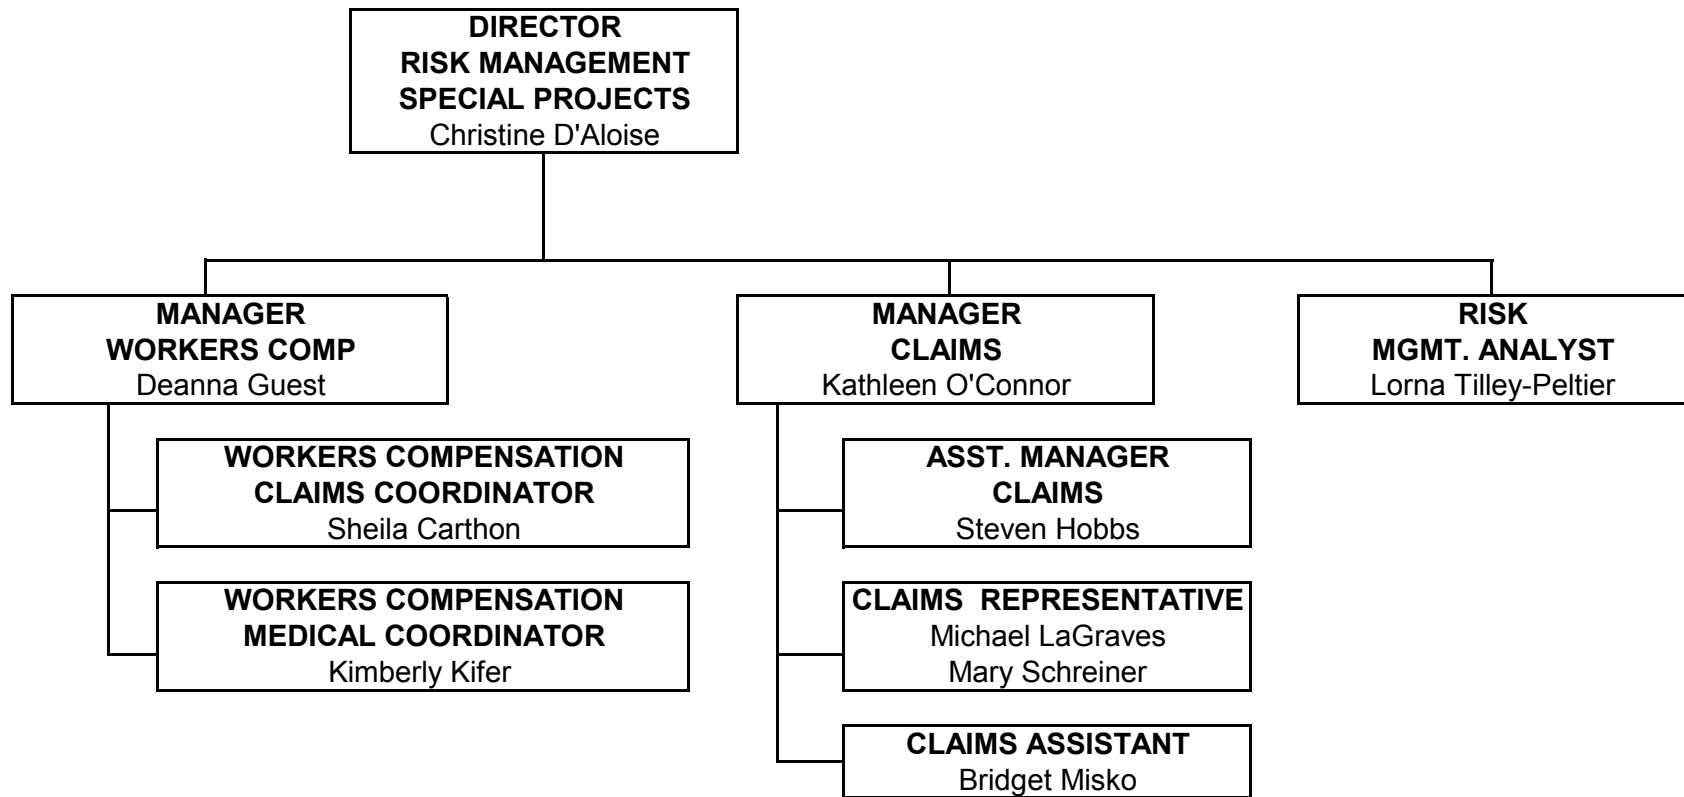 DIRECTOR
RISK MANAGEMENT
SPECIAL PROJECTS
Christine D'Aloise
MANAGER
WORKERS COMP
Deanna Guest
MANAGER
CLAIMS
Kathleen O'Connor
RISK
MGMT. ANALYST
Lorna Tilley-Peltier
WORKERS COMPENSATION
CLAIMS COORDINATOR
Sheila Carthon
WORKERS COMPENSATION
MEDICAL COORDINATOR
Kimberly Kifer
ASST. MANAGER
CLAIMS
Steven Hobbs
CLAIMS  REPRESENTATIVE
Michael LaGraves
Mary Schreiner
CLAIMS ASSISTANT
Bridget Misko